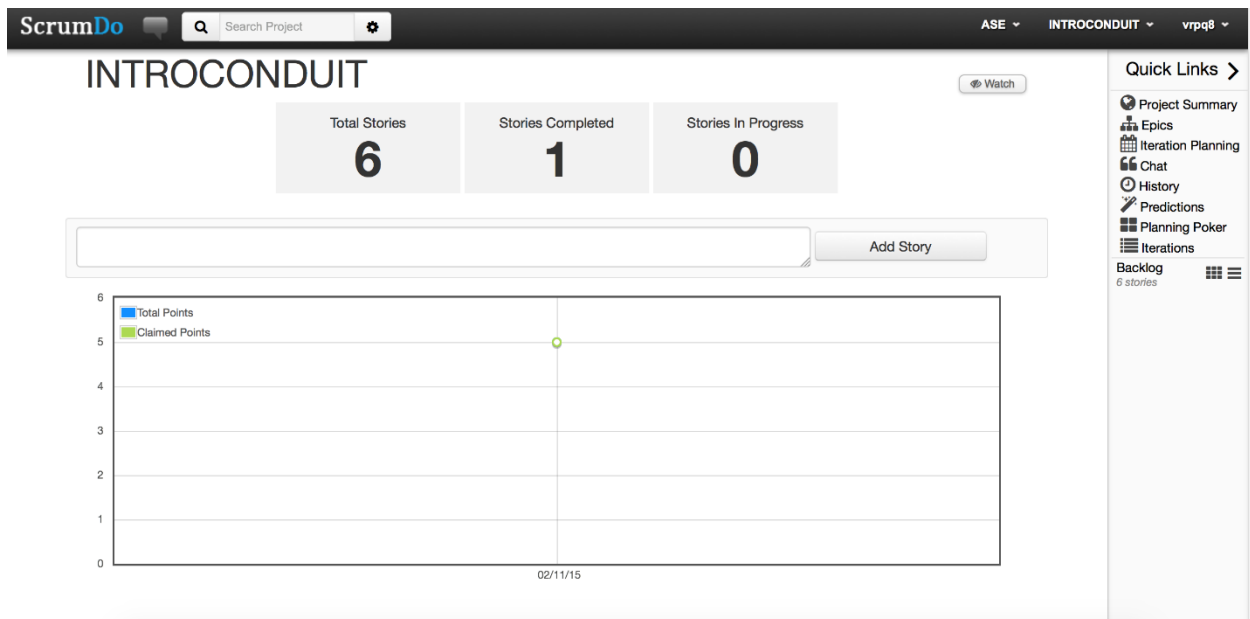 ScrumDo Search Project ASE INTROCONDUIT vrpq8
INTROCONDUIT
Watch
Total Stories
6
Stories Completed
1
Stories In Progress
0
Add Story
6
5
4
3
2
1
0
Total Points
Claimed Points
02/11/15
Quick Links
Project Summary
Epics
Iteration Planning
Chat
History
Predictions
Planning Poker
Iterations
Backlog
6 stories